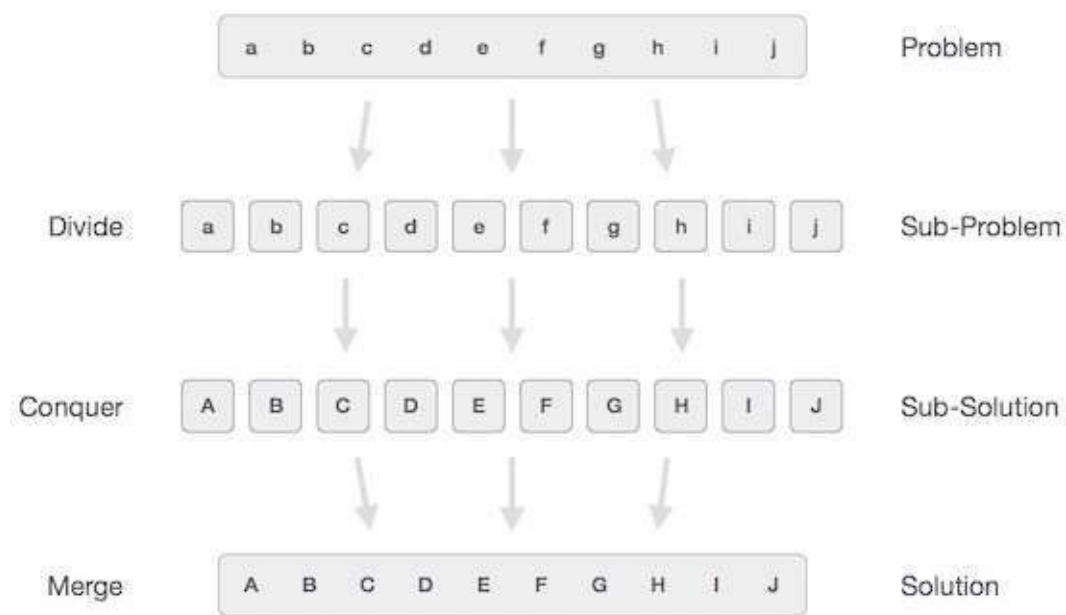 a b c d e f g h i j Problem
Divide a b c d e f g h i j Sub-Problem
Conquer A B C D E F G H I J Sub-Solution
Merge A B C D E F G H I J Solution